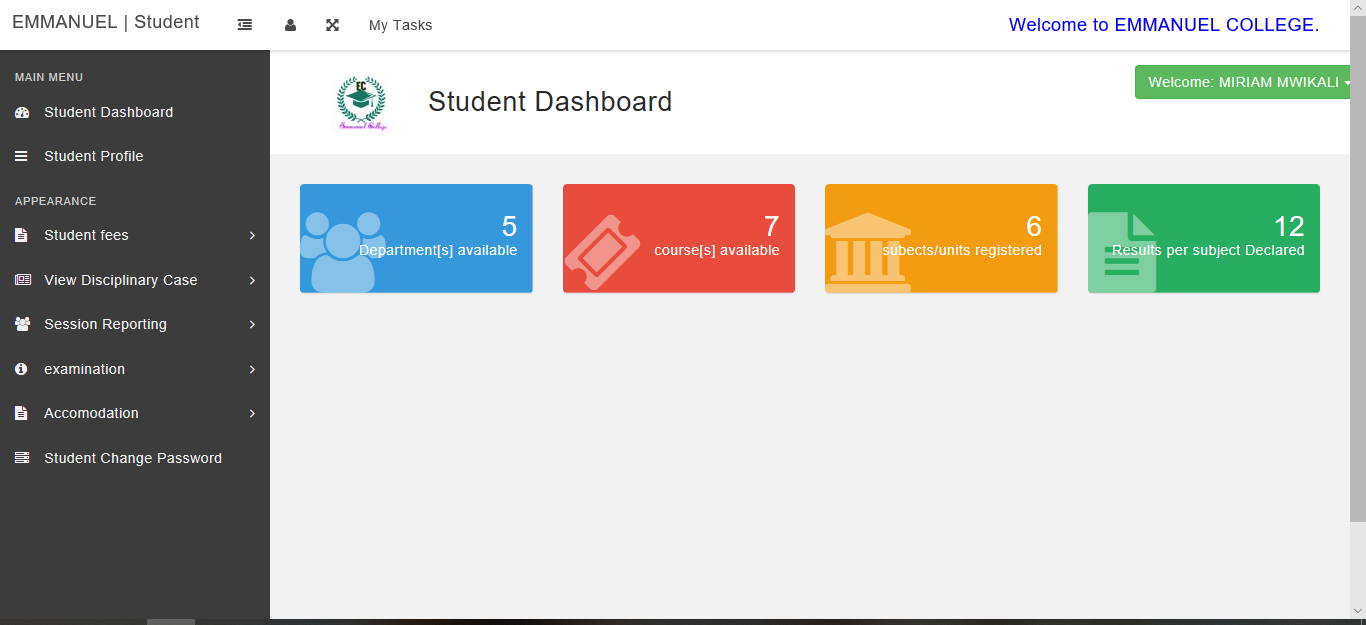 EMMANUEL | Student
My Tasks
Welcome to EMMANUEL COLLEGE.
MAIN MENU
Student Dashboard
Student Profile
APPEARANCE
Student fees
View Disciplinary Case
Session Reporting
examination
Accomodation
Student Change Password
EC
Emmanuel College
Student Dashboard
Welcome: MIRIAM MWIKALI
5
Department[s] available
7
course[s] available
6
subects/units registered
12
Results per subject Declared